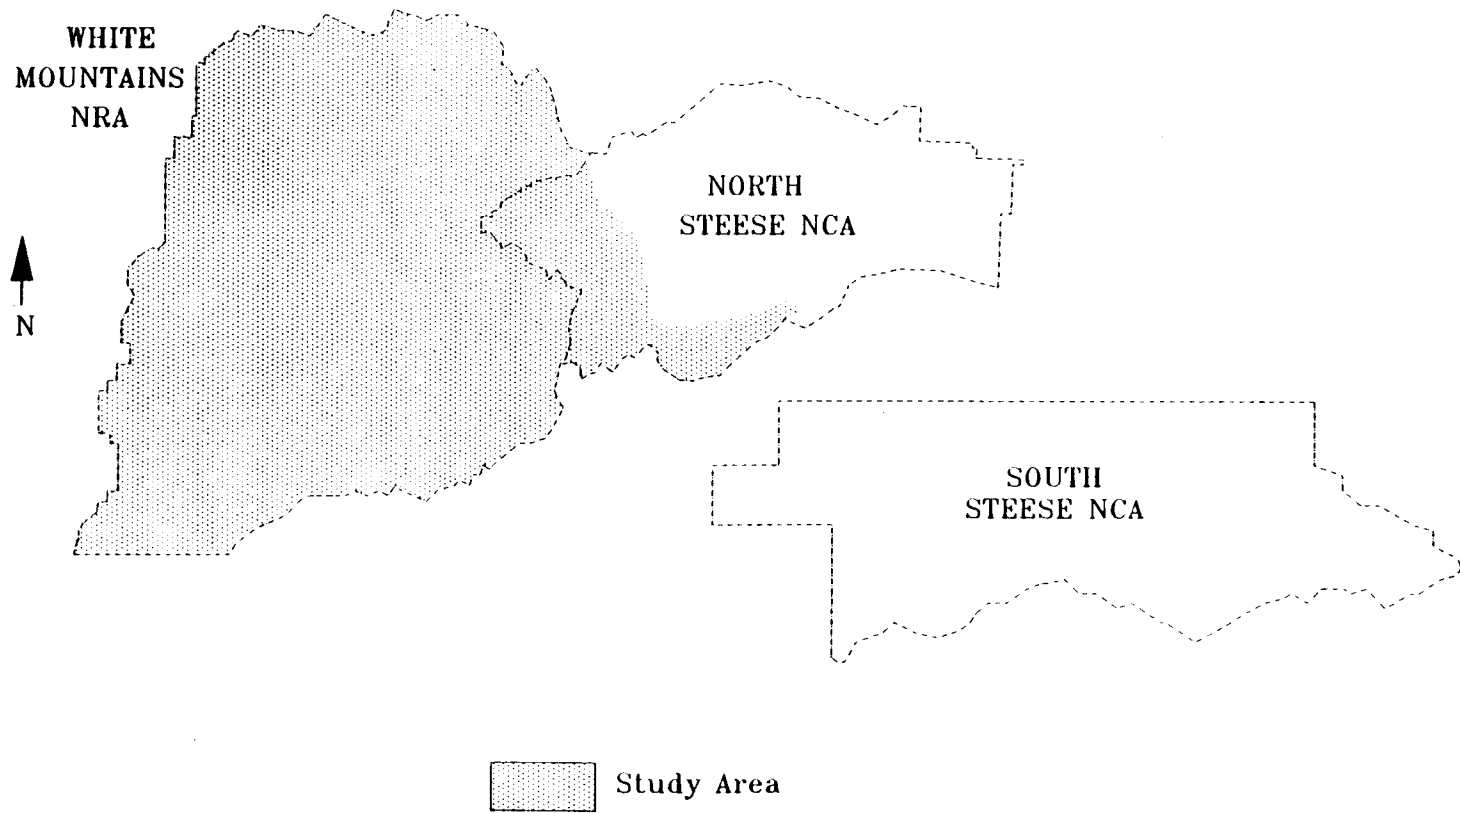 WHITE
MOUNTAINS
NRA
NORTH
STEESE NCA
N
SOUTH
STEESE NCA
Study Area